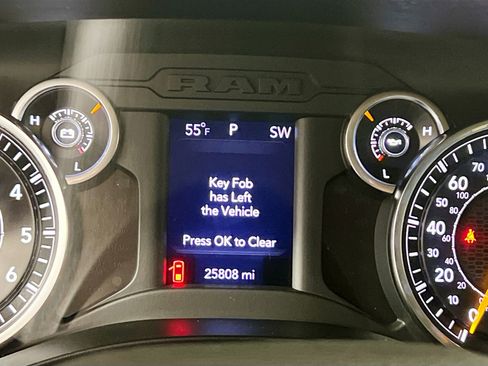 RAM
55°F P SW
H
H
L
L
Key Fob
has Left
the Vehicle
Press OK to Clear
25808 mi
4
5
6
70
60
50
40
30
20
10
0